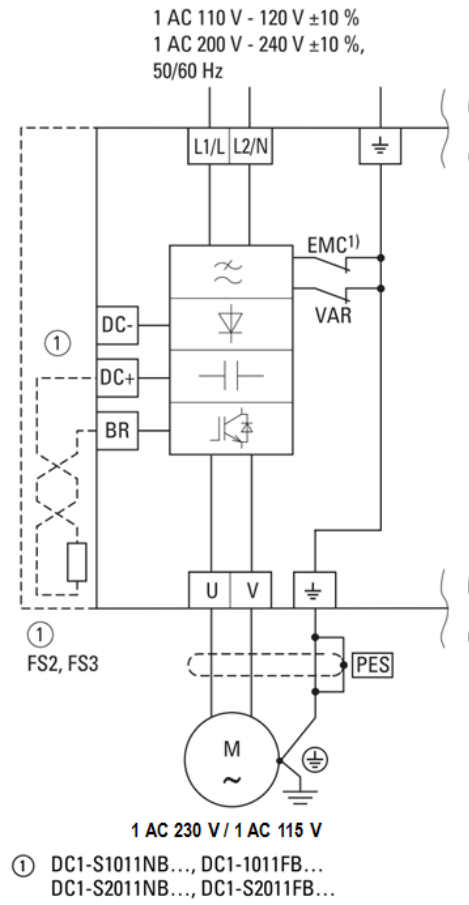 1 AC 110 V - 120 V ±10 %
1 AC 200 V - 240 V ±10 %,
50/60 Hz
L1/L L2/N
EMC1)
VAR
DC-
①
DC+
BR
U V
①
FS2, FS3
PES
M
~
1 AC 230 V / 1 AC 115 V
① DC1-S1011NB…, DC1-1011FB…
DC1-S2011NB…, DC1-S2011FB…